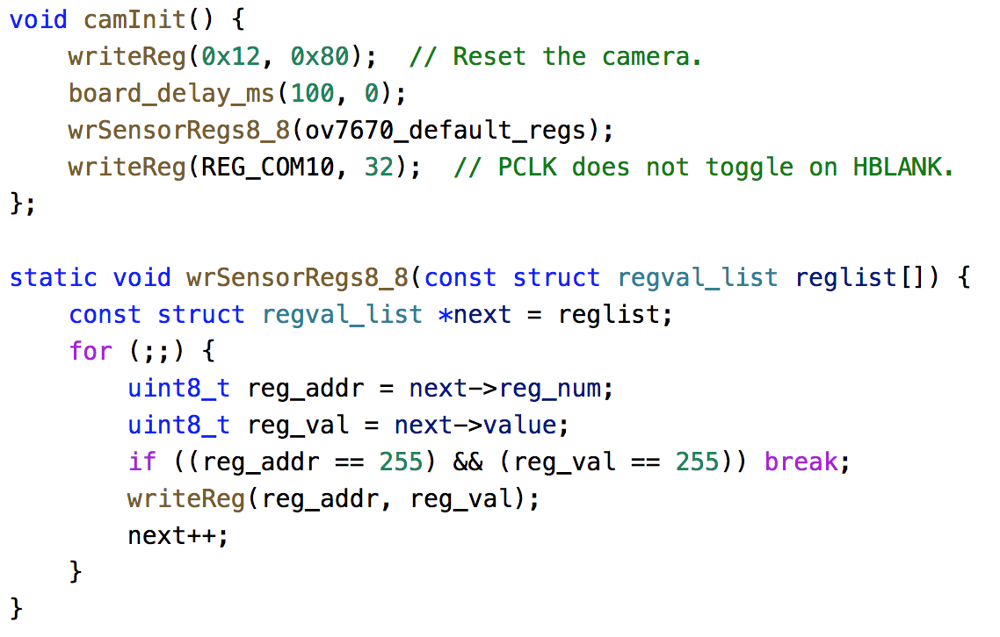 void camInit() {
    writeReg(0x12, 0x80);  // Reset the camera.
    board_delay_ms(100, 0);
    wrSensorRegs8_8(ov7670_default_regs);
    writeReg(REG_COM10, 32);  // PCLK does not toggle on HBLANK.
};

static void wrSensorRegs8_8(const struct regval_list reglist[]) {
    const struct regval_list *next = reglist;
    for (;;) {
        uint8_t reg_addr = next->reg_num;
        uint8_t reg_val = next->value;
        if ((reg_addr == 255) && (reg_val == 255)) break;
        writeReg(reg_addr, reg_val);
        next++;
    }
}